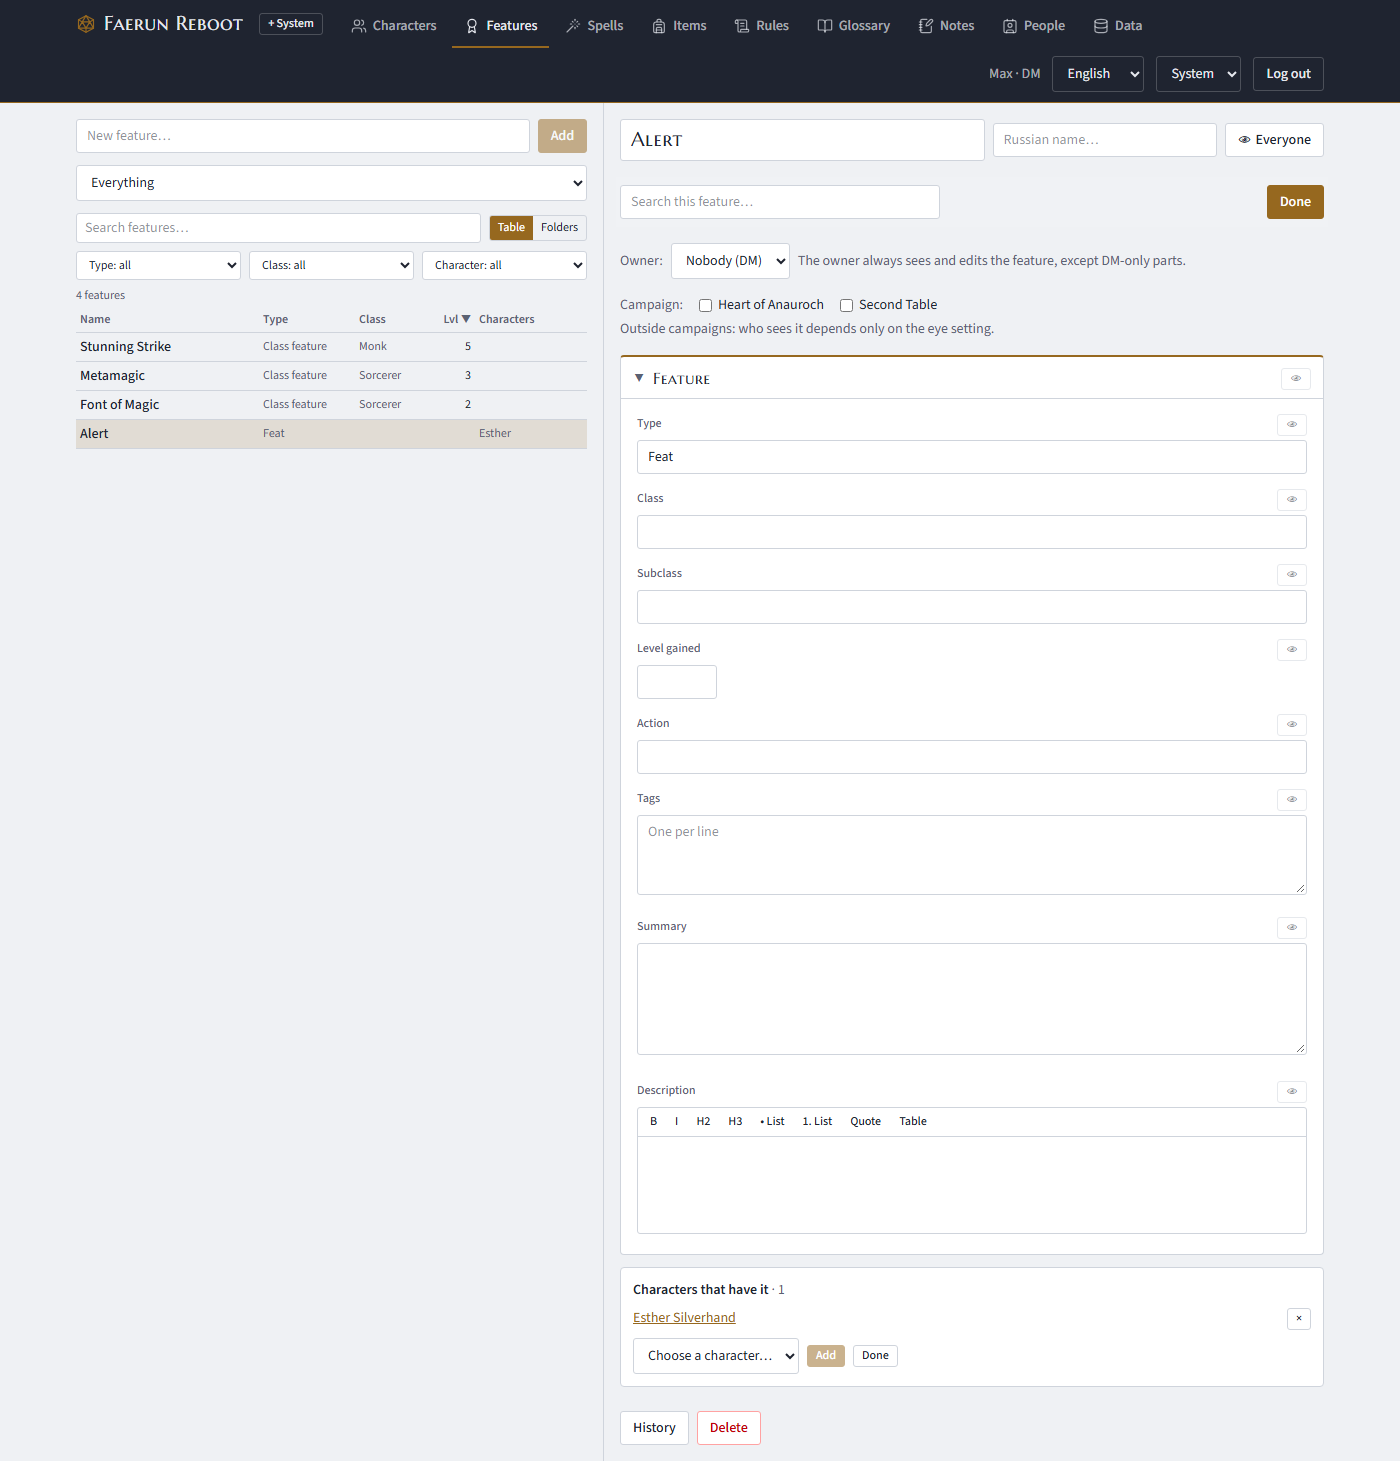 Faerun Reboot
+ System
Characters
Features
Spells
Items
Rules
Glossary
Notes
People
Data
Max · DM
English
System
Log out
New feature…
Add
Everything
Search features…
Table
Folders
Type: all
Class: all
Character: all
4 features
Name Type Class Lvl ▼ Characters
Stunning Strike Class feature Monk 5
Metamagic Class feature Sorcerer 3
Font of Magic Class feature Sorcerer 2
Alert Feat Esther
Alert
Russian name…
Everyone
Search this feature…
Done
Owner: Nobody (DM) The owner always sees and edits the feature, except DM-only parts.
Campaign: Heart of Anauroch Second Table
Outside campaigns: who sees it depends only on the eye setting.
▼ Feature
Type
Feat
Class
Subclass
Level gained
Action
Tags
One per line
Summary
Description
B I H2 H3 • List 1. List Quote Table
Characters that have it · 1
Esther Silverhand
×
Choose a character… Add Done
History
Delete